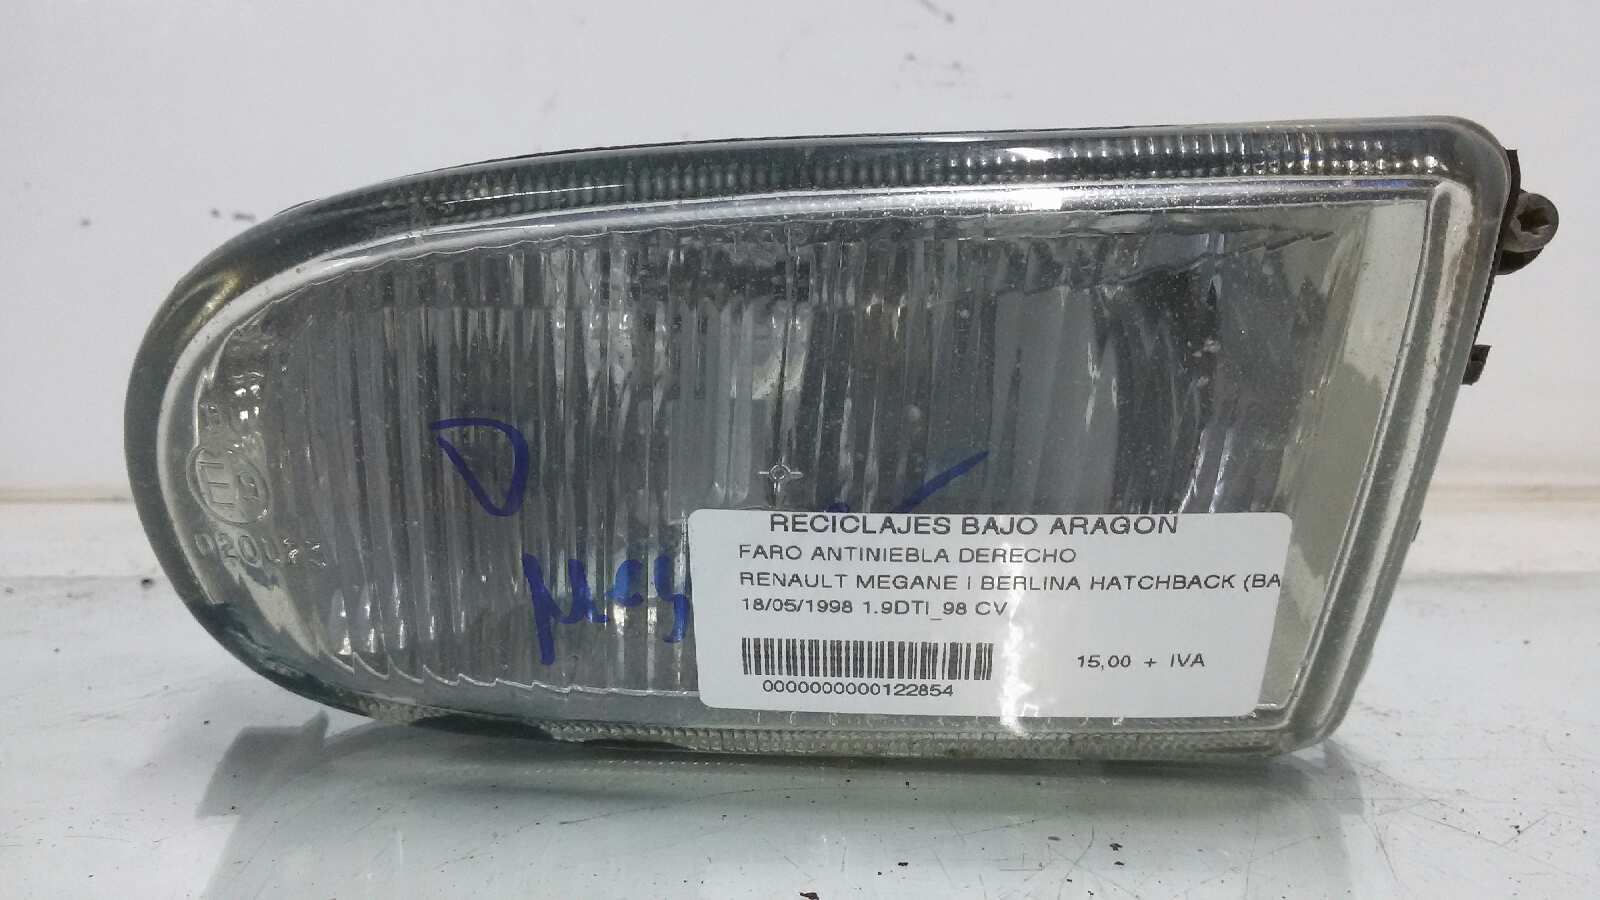 D
RECICLAJES BAJO ARAGON
FARO ANTINIEBLA DERECHO
RENAULT MEGANE I BERLINA HATCHBACK (BA
18/05/1998 1.9DTI_98 CV
15,00 + IVA
0000000000122854